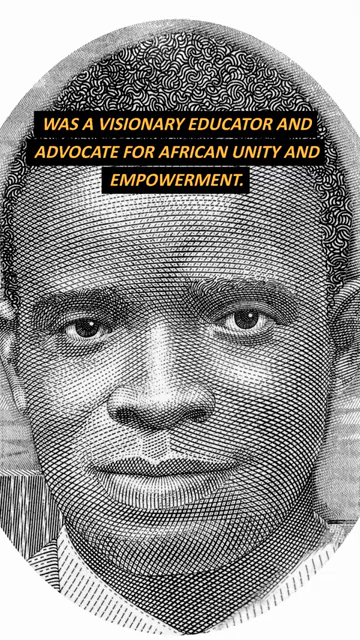 WAS A VISIONARY EDUCATOR AND
ADVOCATE FOR AFRICAN UNITY AND
EMPOWERMENT.